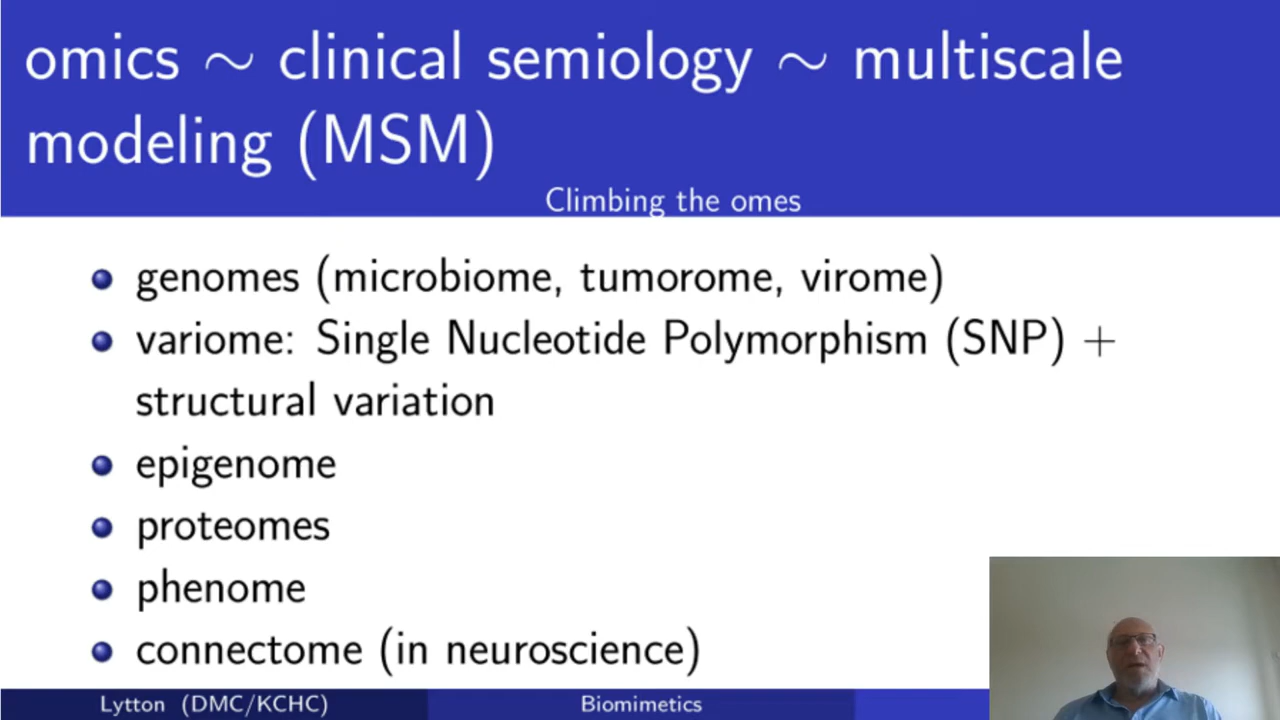 omics ~ clinical semiology ~ multiscale
modeling (MSM)
Climbing the omes
genomes (microbiome, tumorome, virome)
variome: Single Nucleotide Polymorphism (SNP) +
structural variation
epigenome
proteomes
phenome
connectome (in neuroscience)
Lytton (DMC/KCHC)
Biomimetics